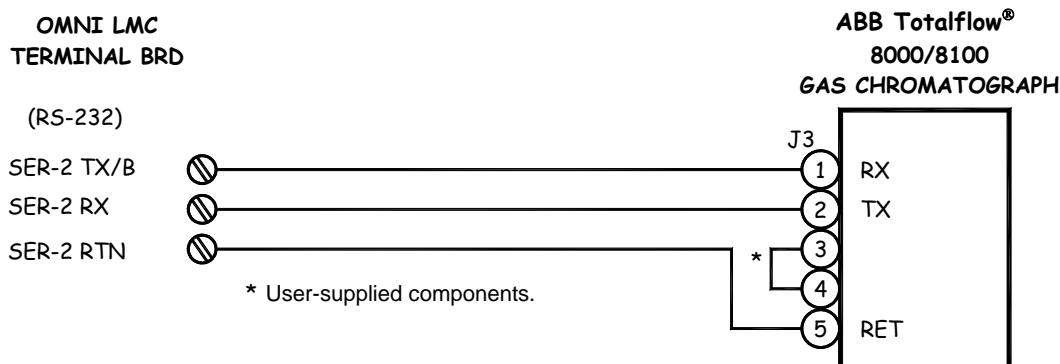 OMNI LMC
TERMINAL BRD
ABB Totalflow®
8000/8100
GAS CHROMATOGRAPH
(RS-232)
J3
SER-2 TX/B
1
RX
SER-2 RX
2
TX
SER-2 RTN
3
*
4
* User-supplied components.
5
RET